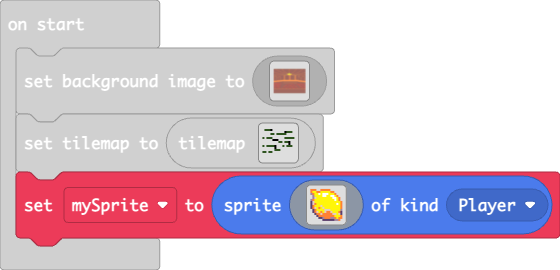 on start
set background image to
set tilemap to tilemap
set mySprite to sprite of kind Player